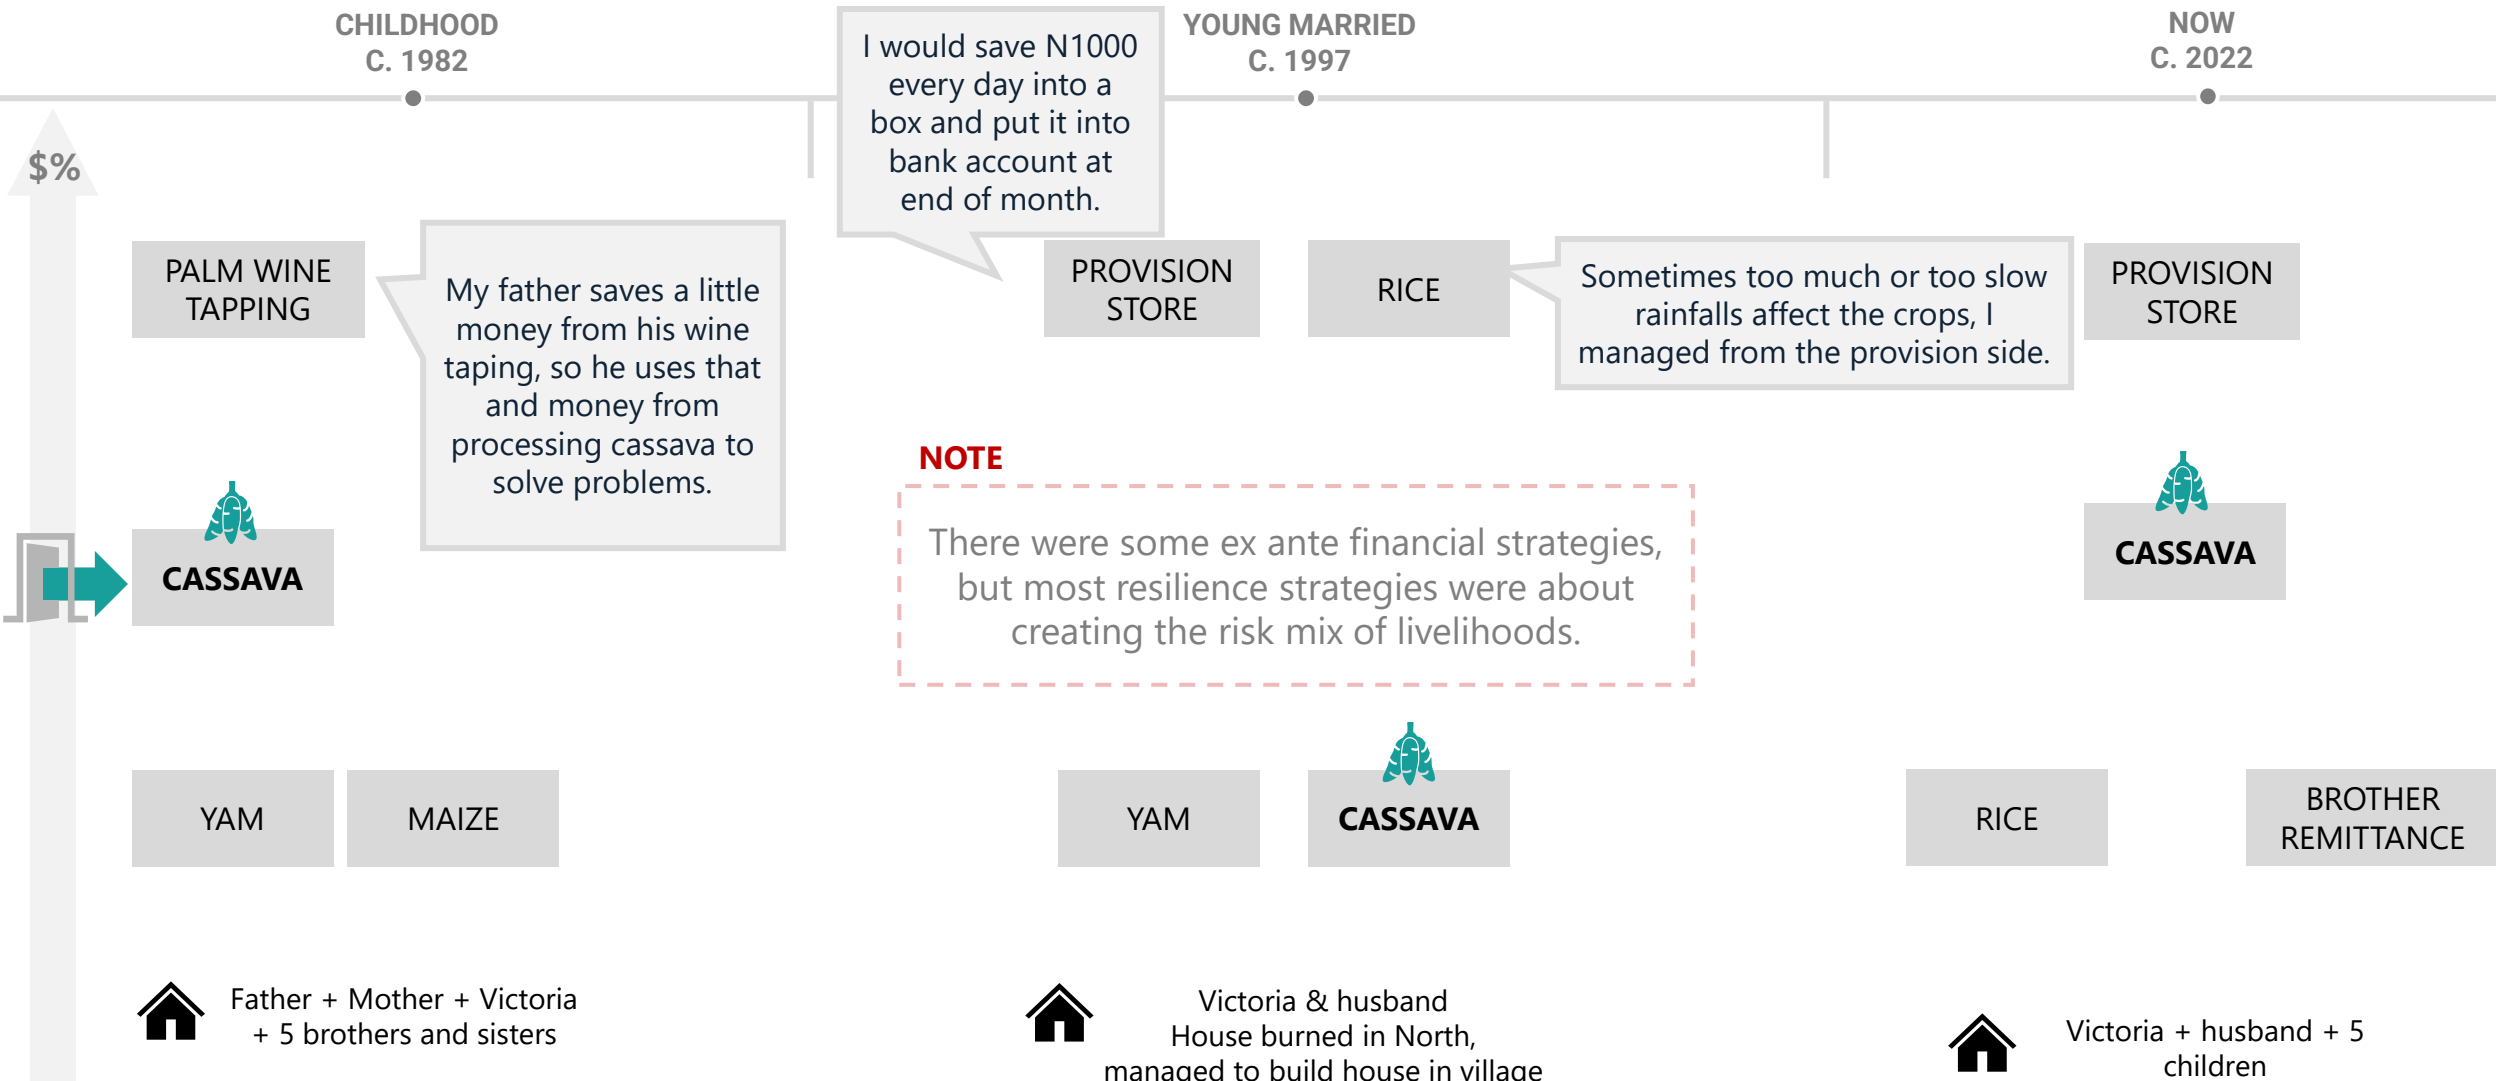 CHILDHOOD
C. 1982
YOUNG MARRIED
C. 1997
NOW
C. 2022
I would save N1000
every day into a
box and put it into
bank account at
end of month.
$%
PALM WINE
TAPPING
My father saves a little
money from his wine
taping, so he uses that
and money from
processing cassava to
solve problems.
PROVISION
STORE
RICE
Sometimes too much or too slow
rainfalls affect the crops, I
managed from the provision side.
PROVISION
STORE
NOTE
There were some ex ante financial strategies,
but most resilience strategies were about
creating the risk mix of livelihoods.
CASSAVA
CASSAVA
YAM
MAIZE
YAM
CASSAVA
RICE
BROTHER
REMITTANCE
Father + Mother + Victoria
+ 5 brothers and sisters
Victoria & husband
House burned in North,
managed to build house in village
Victoria + husband + 5
children